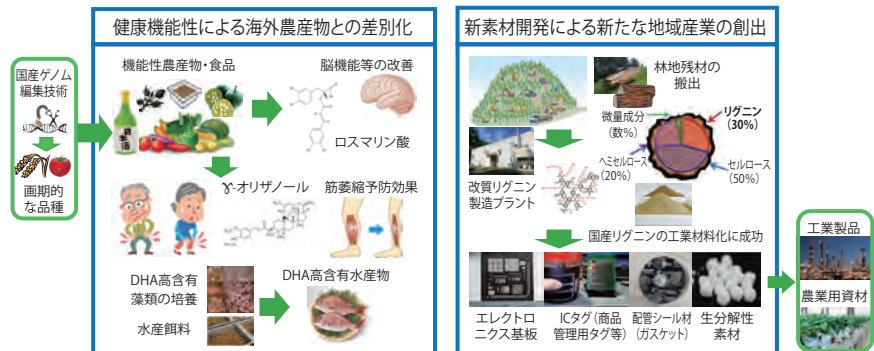 健康機能性による海外農産物との差別化
新素材開発による新たな地域産業の創出
国産ゲノム
編集技術
画期的
な品種
機能性農産物・食品
日本酒
脳機能等の改善
ロスマリン酸
γ-オリザノール
筋萎縮予防効果
DHA高含有
藻類の培養
水産餌料
DHA高含有水産物
林地残材の
搬出
微量成分
(数%)
リグニン
(30%)
ヘミセルロース
(20%)
セルロース
(50%)
改質リグニン
製造プラント
国産リグニンの工業材料化に成功
エレクトロ
ニクス基板
ICタグ(商品
管理用タグ等)
配管シール材
(ガスケット)
生分解性
素材
工業製品
農業用資材